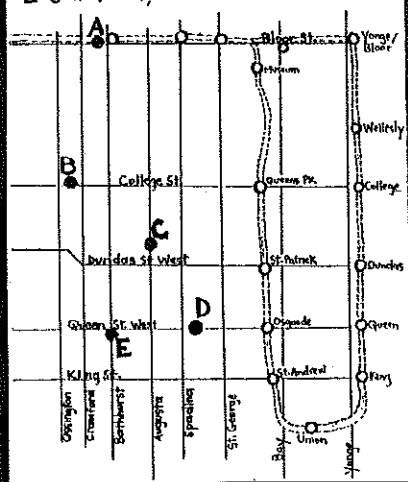 A
Bloor St.
Yonge/
Bloor
Museum
Wellesly
B
College St
Queens Pk.
College
C
Dundas St West
St. Patrick
Dundas
D
Queen St. West
Osgoode
Queen
E
King St.
St. Andrew
King
Ossington
Crawford
Bathurst
Augusta
Spadina
St. George
Bay
Yonge
Union